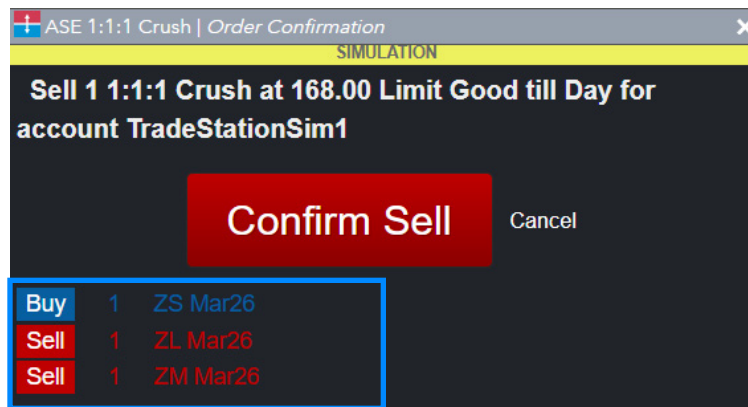 ASE 1:1:1 Crush | Order Confirmation ×
SIMULATION
Sell 1 1:1:1 Crush at 168.00 Limit Good till Day for
account TradeStationSim1
Confirm Sell Cancel
Buy 1 ZS Mar26
Sell 1 ZL Mar26
Sell 1 ZM Mar26